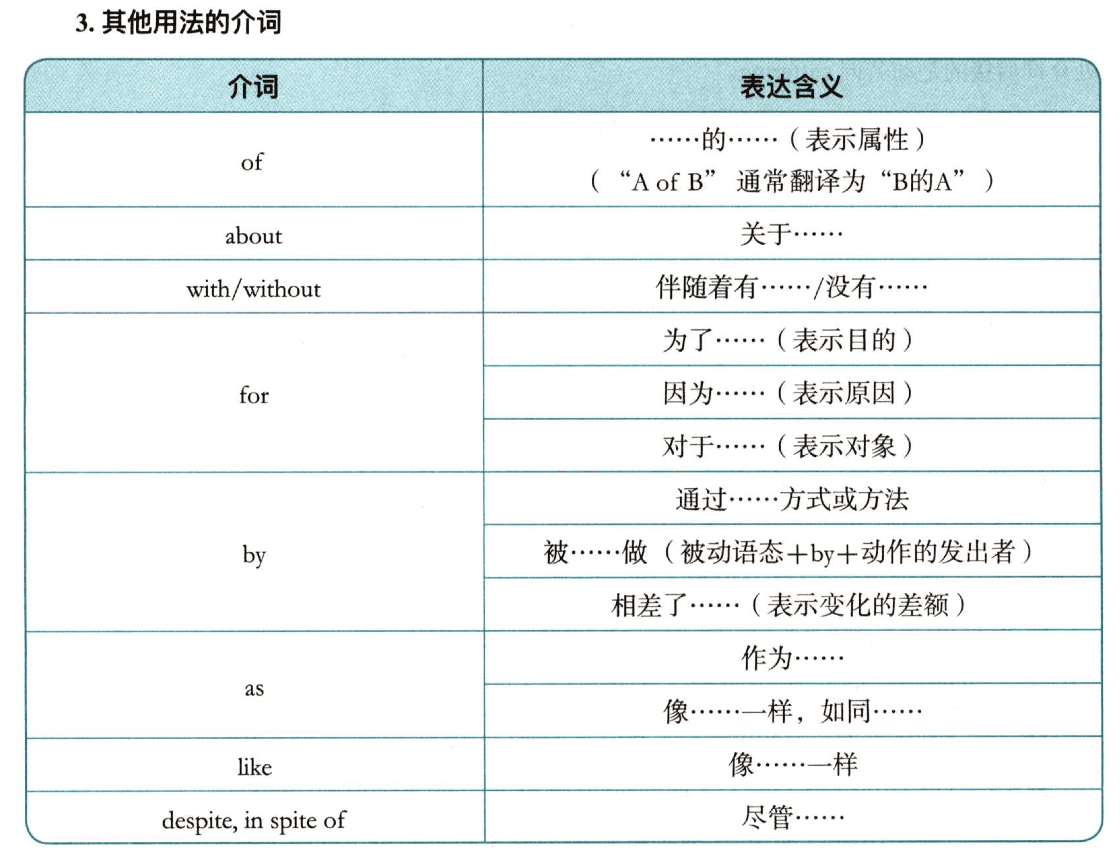 3. 其他用法的介词
介词
表达含义
of
……的……（表示属性）
（ “A of B” 通常翻译为 “B的A” ）
about
关于……
with/without
伴随着有……/没有……
for
为了……（表示目的）
因为……（表示原因）
对于……（表示对象）
by
通过……方式或方法
被……做（被动语态+by+动作的发出者）
相差了……（表示变化的差额）
as
作为……
像……一样，如同……
like
像……一样
despite, in spite of
尽管……